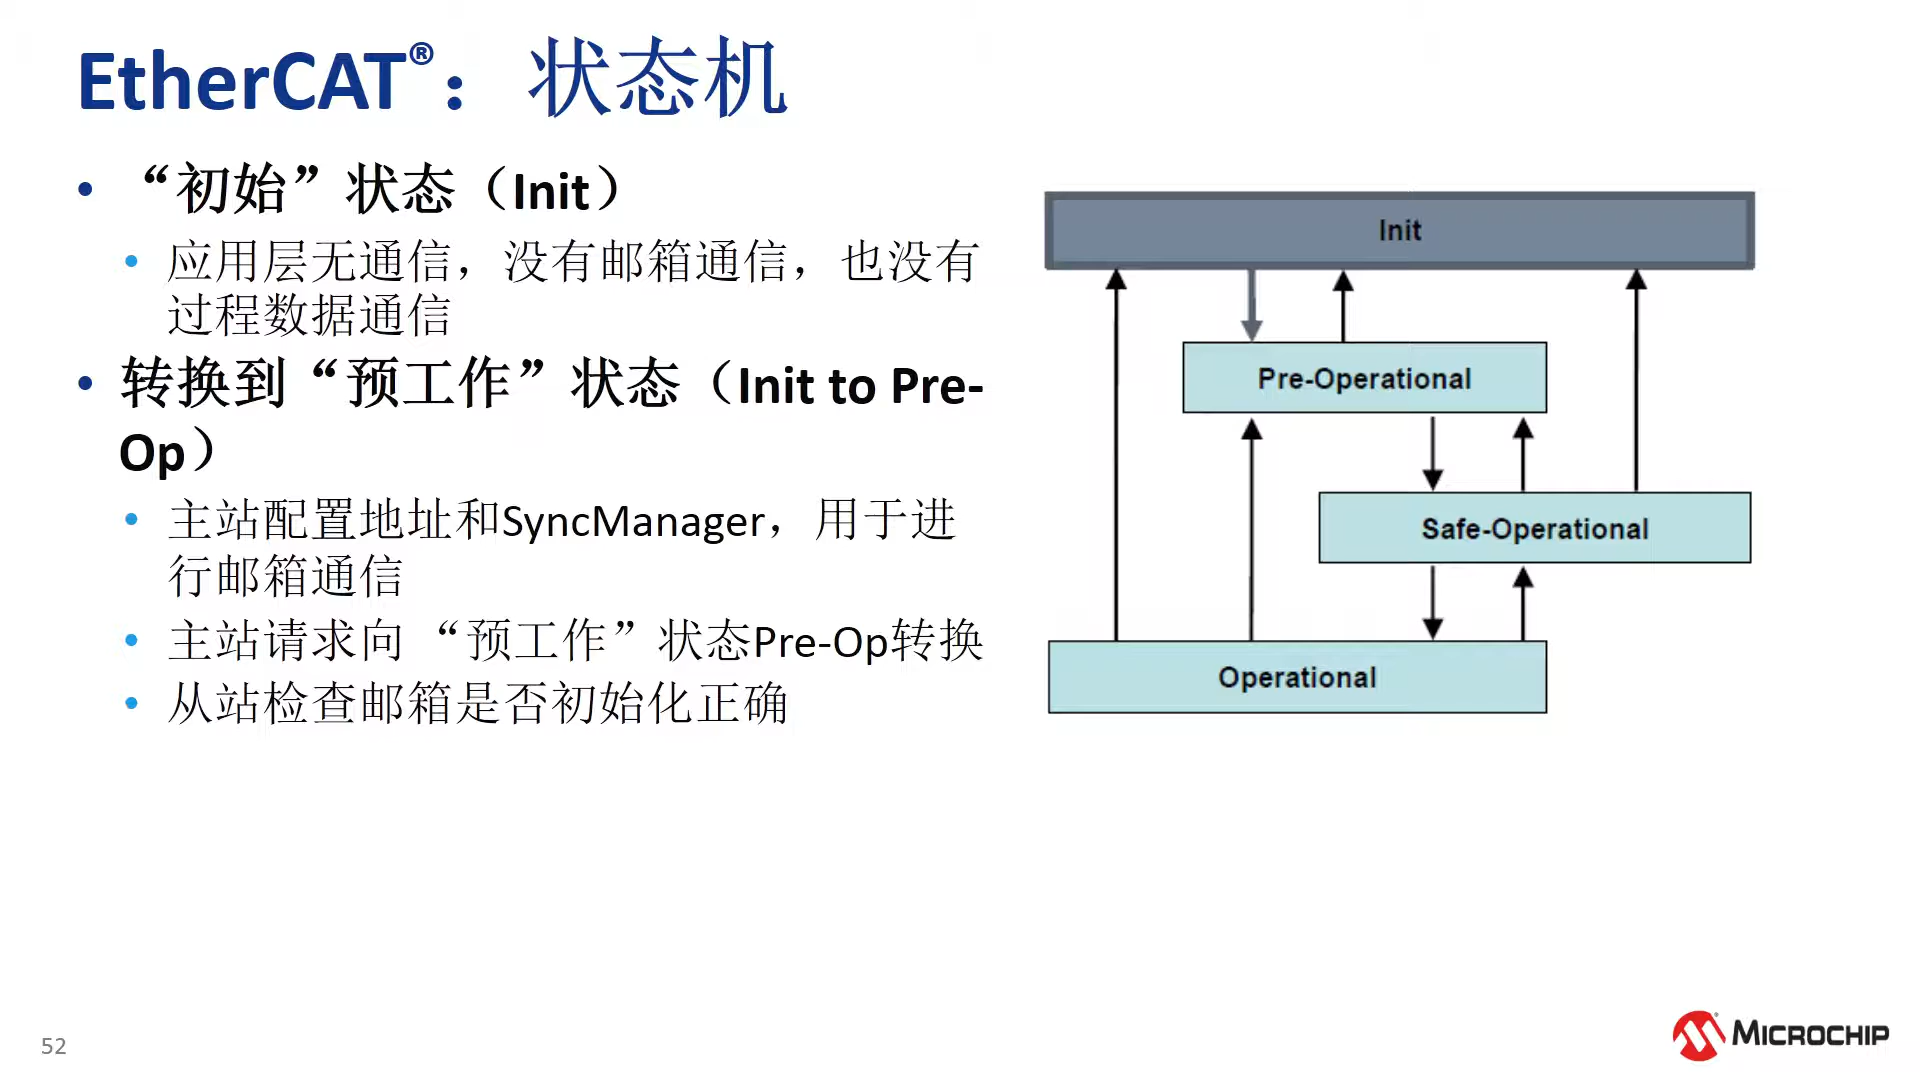 EtherCAT®：状态机
“初始”状态（Init）
应用层无通信，没有邮箱通信，也没有
过程数据通信
转换到“预工作”状态（Init to Pre-
Op）
主站配置地址和SyncManager，用于进
行邮箱通信
主站请求向 “预工作”状态Pre-Op转换
从站检查邮箱是否初始化正确
Init
Pre-Operational
Safe-Operational
Operational
52
MICROCHIP